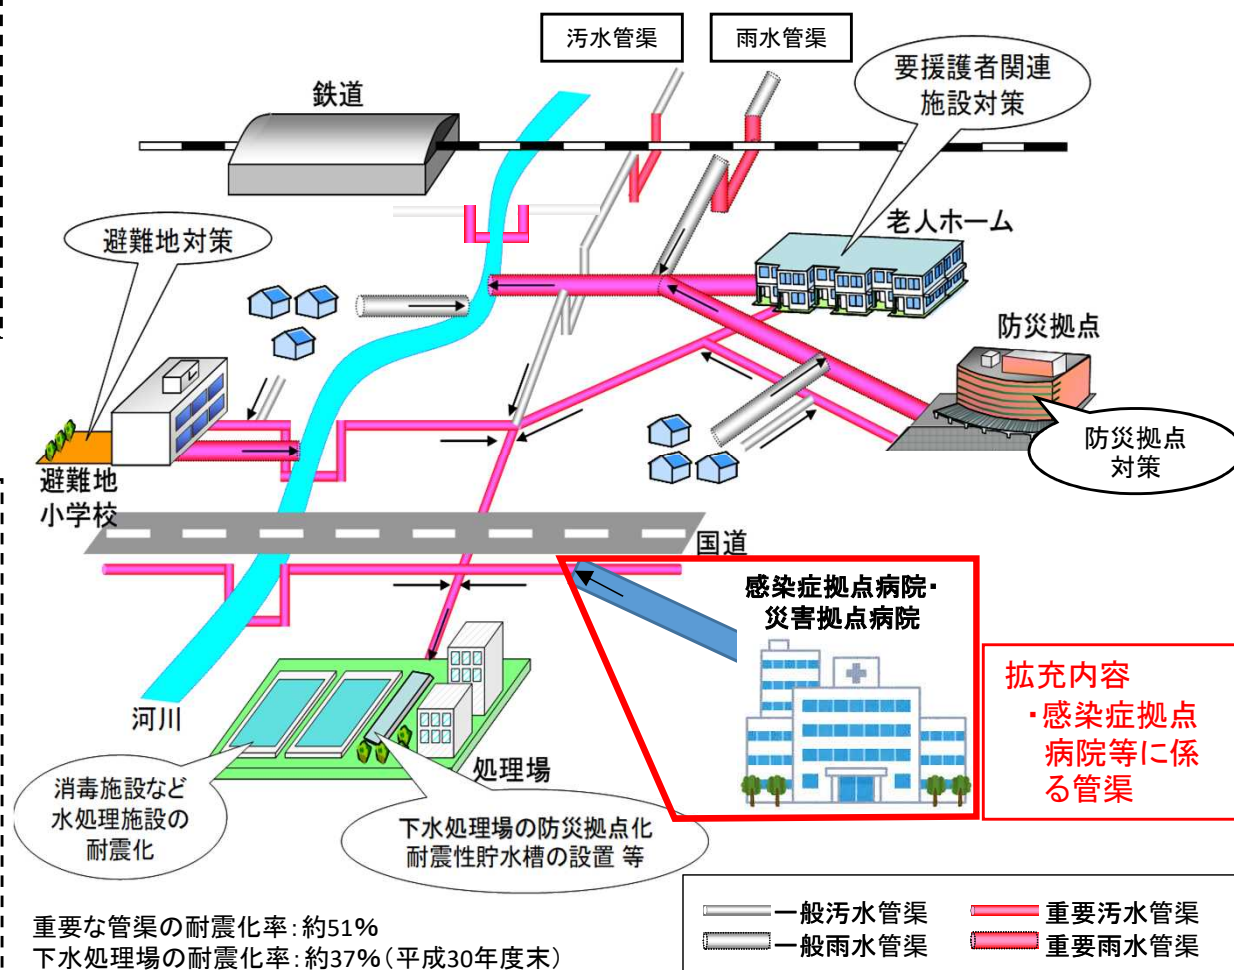 汚水管渠
雨水管渠
要援護者関連
施設対策
鉄道
避難地対策
老人ホーム
防災拠点
防災拠点
対策
避難地
小学校
国道
感染症拠点病院・
災害拠点病院
拡充内容
・感染症拠点
病院等に係
る管渠
河川
処理場
消毒施設など
水処理施設の
耐震化
下水処理場の防災拠点化
耐震性貯水槽の設置 等
重要な管渠の耐震化率：約51%
下水処理場の耐震化率：約37%（平成30年度末）
一般汚水管渠
重要汚水管渠
一般雨水管渠
重要雨水管渠